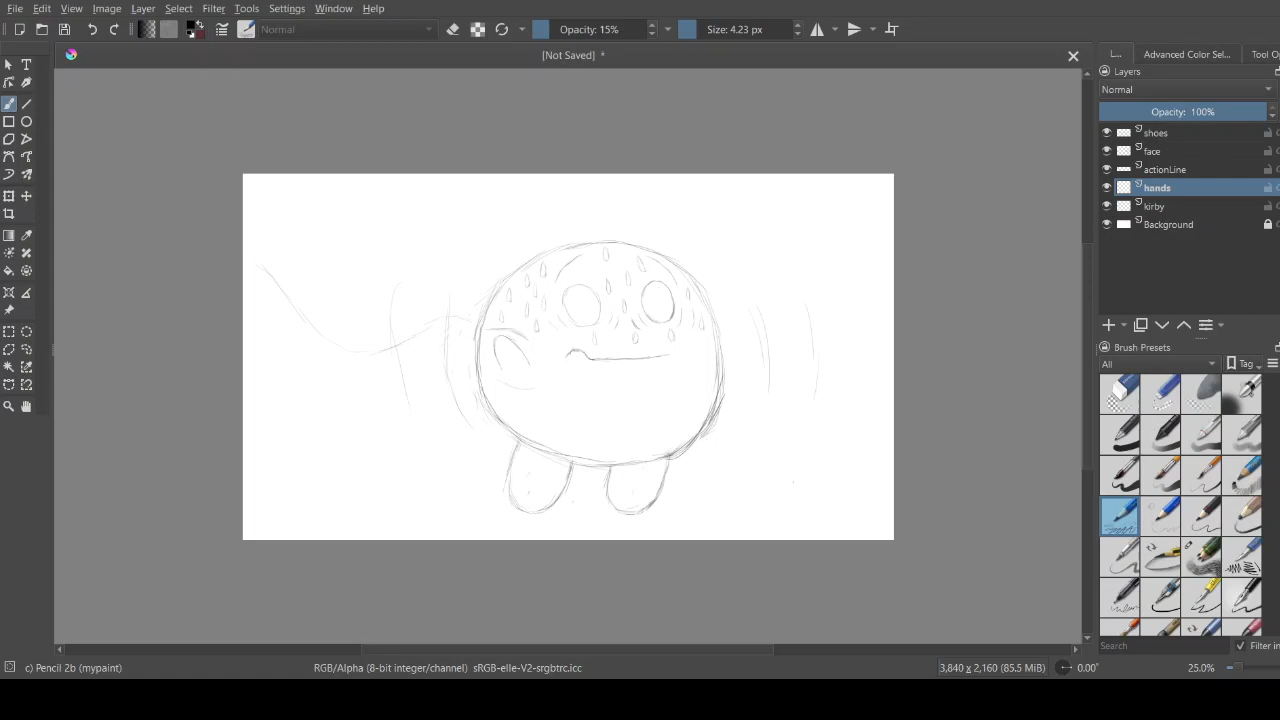 File Edit View Image Layer Select Filter Tools Settings Window Help
Normal Opacity: 15% Size: 4.23 px
[Not Saved] *
Advanced Color Sel... Tool Op
Layers
Normal
Opacity: 100%
shoes
face
actionLine
hands
kirby
Background
Brush Presets
All Tag
Search Filter in
c) Pencil 2b (mypaint) RGB/Alpha (8-bit integer/channel) sRGB-elle-V2-srgbtrc.icc 3,840 x 2,160 (85.5 MiB) 0.00° 25.0%